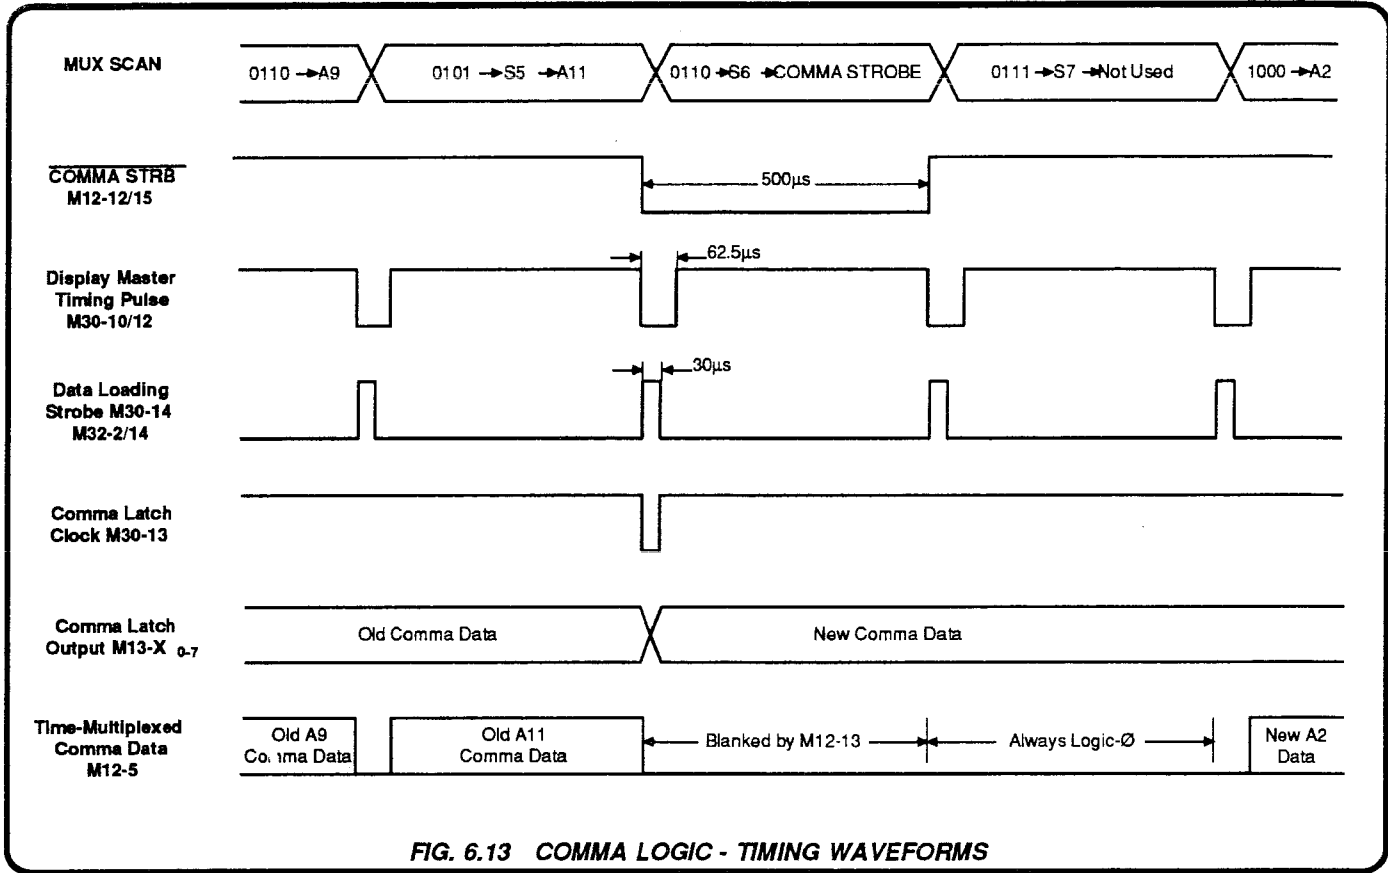 MUX SCAN
0110 →A9
0101 →S5 →A11
0110 →S6 →COMMA STROBE
0111 →S7 →Not Used
1000 →A2
COMMA STRB
M12-12/15
500µs
Display Master
Timing Pulse
M30-10/12
62.5µs
Data Loading
Strobe M30-14
M32-2/14
30µs
Comma Latch
Clock M30-13
Comma Latch
Output M13-X 0-7
Old Comma Data
New Comma Data
Time-Multiplexed
Comma Data
M12-5
Old A9
Comma Data
Old A11
Comma Data
Blanked by M12-13
Always Logic-Ø
New A2
Data
FIG. 6.13 COMMA LOGIC - TIMING WAVEFORMS